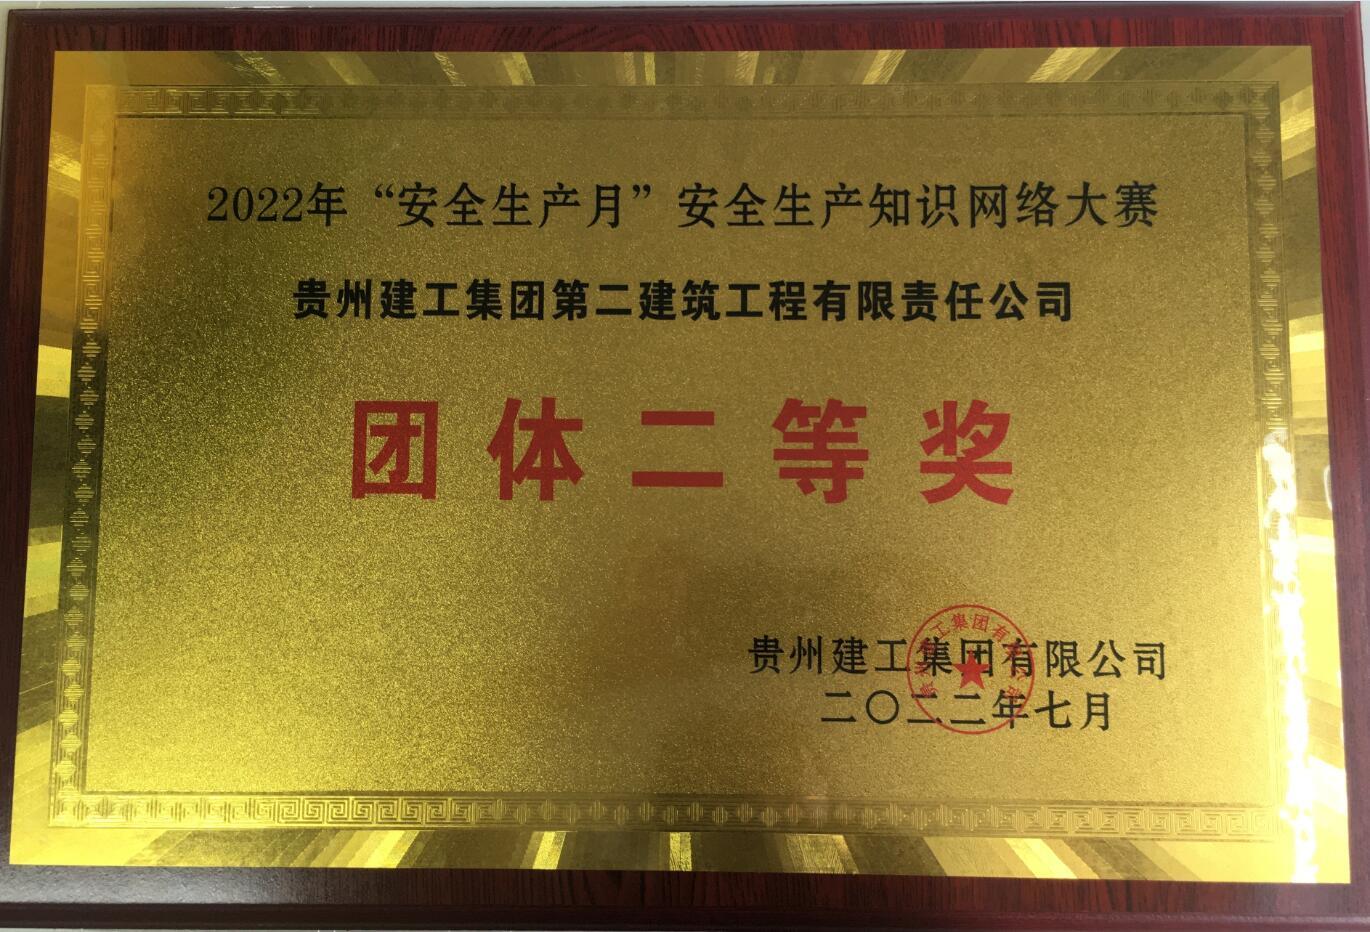 2022年“安全生产月”安全生产知识网络大赛
贵州建工集团第二建筑工程有限责任公司
团体二等奖
贵州建工集团有限公司
二〇二二年七月